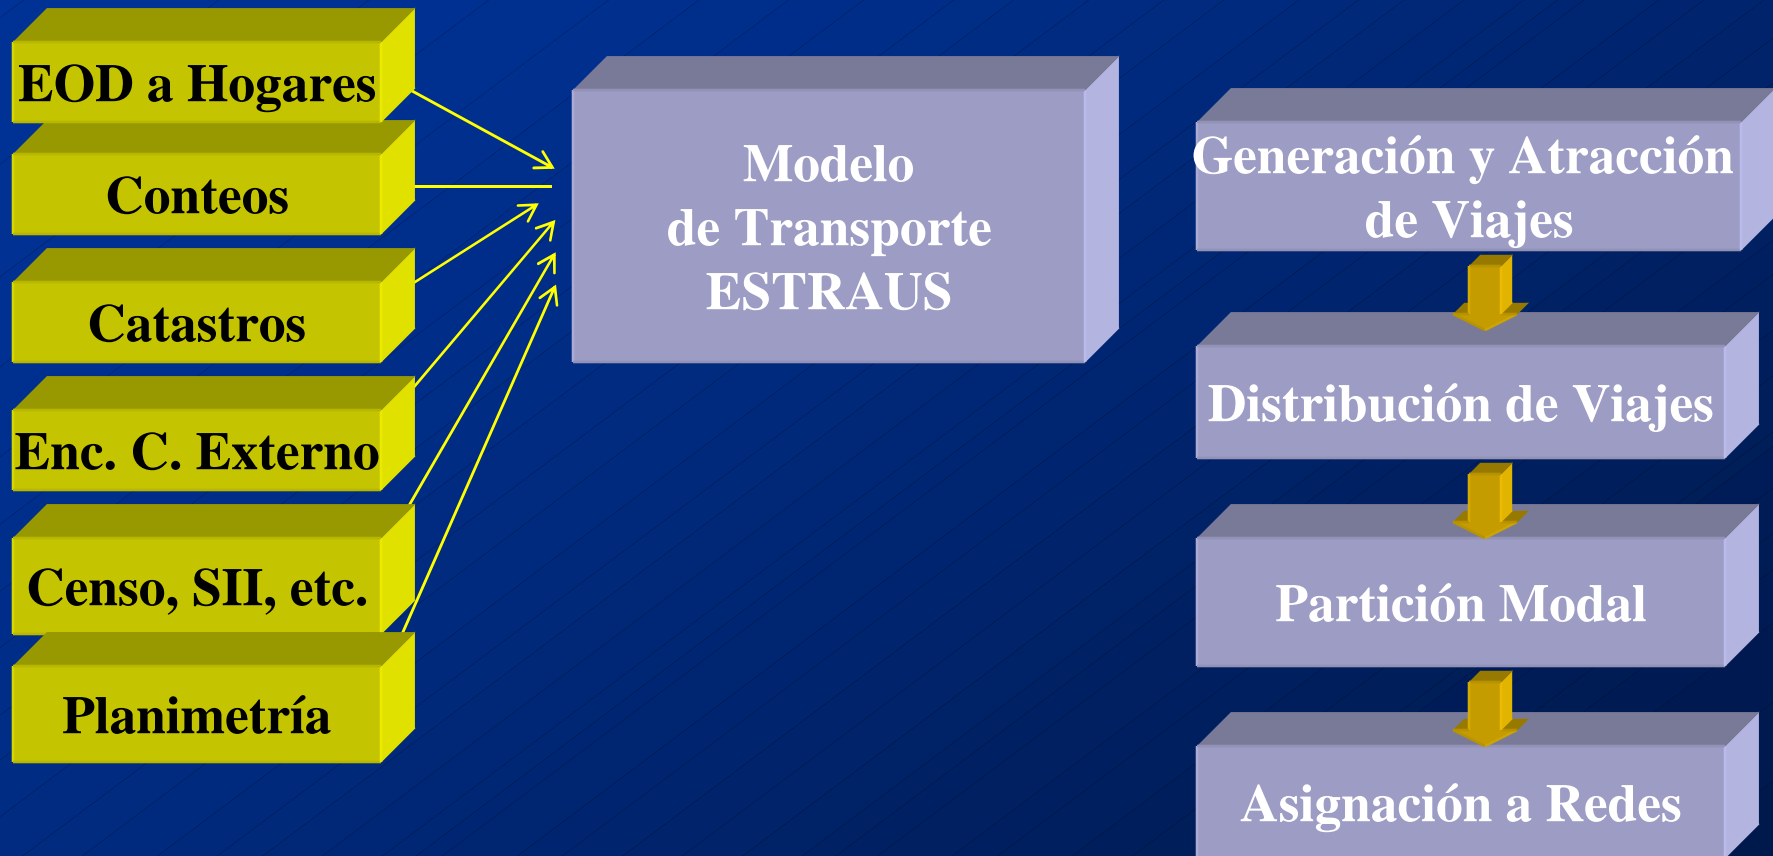 EOD a Hogares
Conteos
Catastros
Enc. C. Externo
Censo, SII, etc.
Planimetría
Modelo
de Transporte
ESTRAUS
Generación y Atracción
de Viajes
Distribución de Viajes
Partición Modal
Asignación a Redes